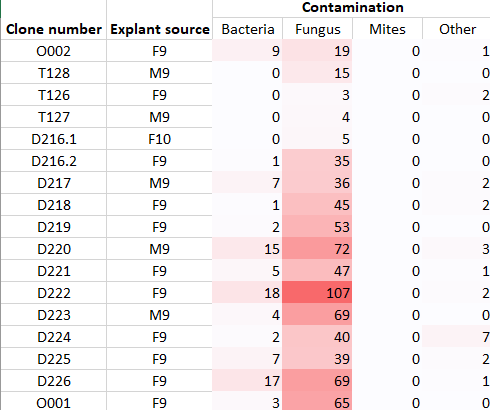 Contamination
Clone number Explant source Bacteria Fungus Mites Other
O002 F9 9 19 0 1
T128 M9 0 15 0 0
T126 F9 0 3 0 2
T127 M9 0 4 0 0
D216.1 F10 0 5 0 0
D216.2 F9 1 35 0 0
D217 M9 7 36 0 2
D218 F9 1 45 0 2
D219 F9 2 53 0 0
D220 M9 15 72 0 3
D221 F9 5 47 0 1
D222 F9 18 107 0 2
D223 M9 4 69 0 0
D224 F9 2 40 0 7
D225 F9 7 39 0 2
D226 F9 17 69 0 1
O001 F9 3 65 0 0